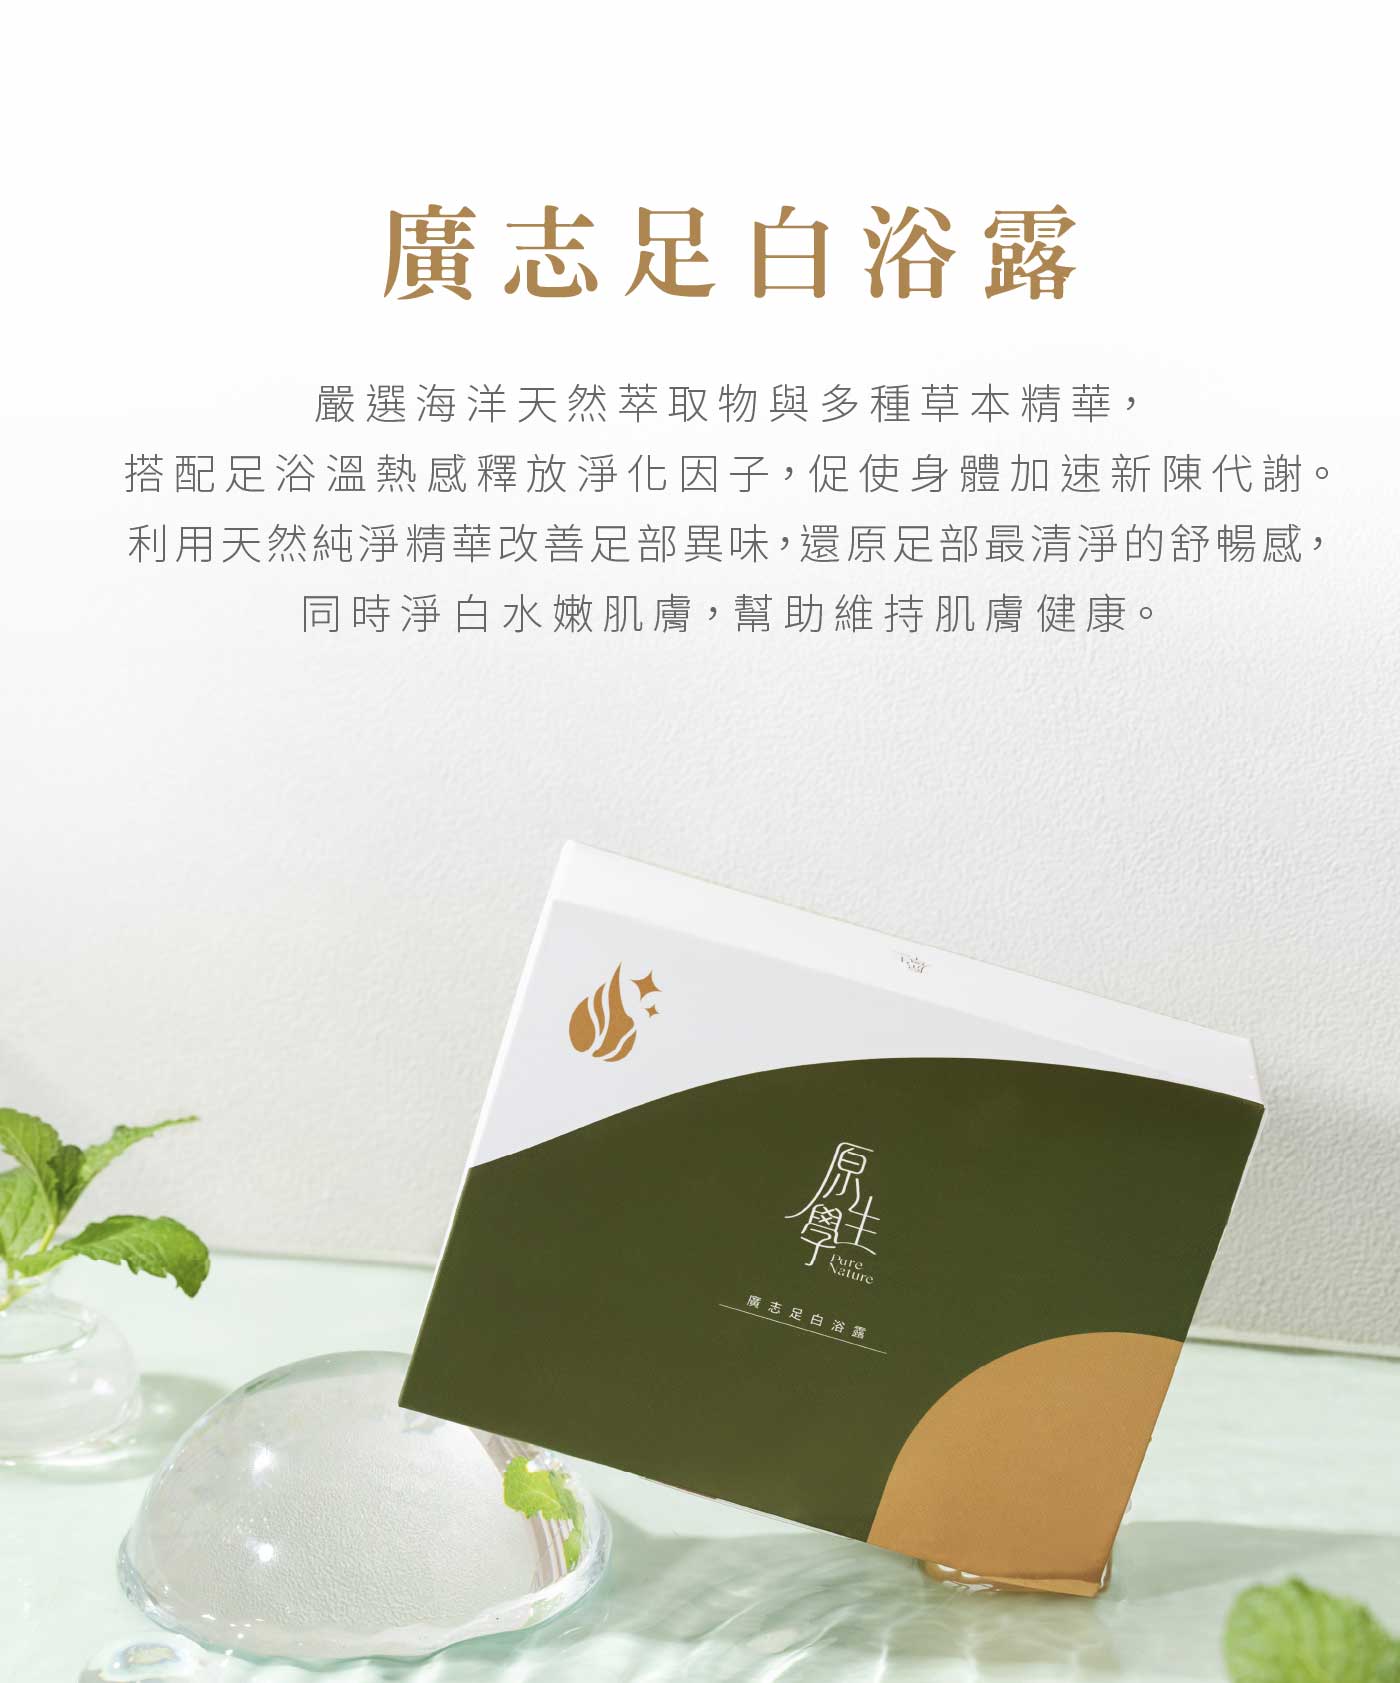 廣志足白浴露
嚴選海洋天然萃取物與多種草本精華，
搭配足浴溫熱感釋放淨化因子，促使身體加速新陳代謝。
利用天然純淨精華改善足部異味，還原足部最清淨的舒暢感，
同時淨白水嫩肌膚，幫助維持肌膚健康。
原生學
Pure
Nature
廣志足白浴露